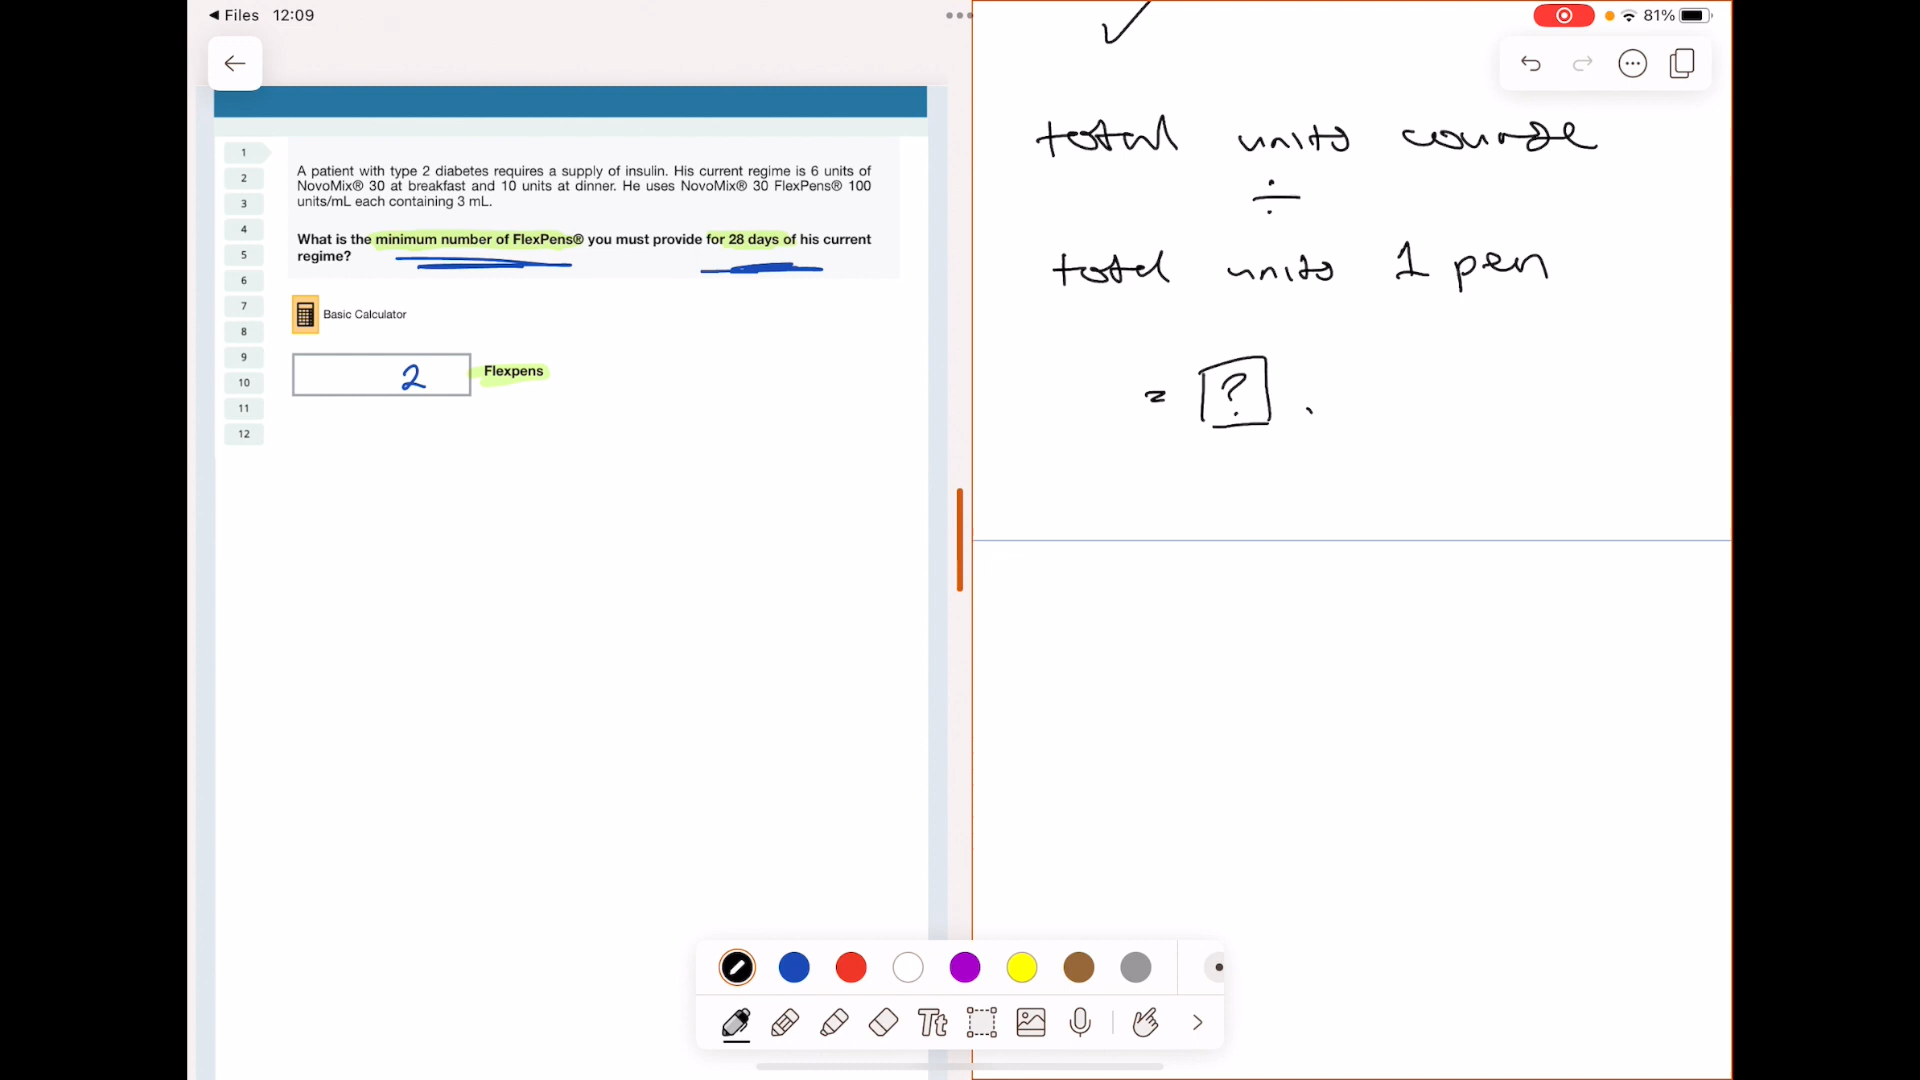 Files 12:09
81%
1
2
3
4
5
6
7
8
9
10
11
12
A patient with type 2 diabetes requires a supply of insulin. His current regime is 6 units of
NovoMix® 30 at breakfast and 10 units at dinner. He uses NovoMix® 30 FlexPens® 100
units/mL each containing 3 mL.
What is the minimum number of FlexPens® you must provide for 28 days of his current
regime?
Basic Calculator
2 Flexpens
total units course
÷
total units 1 pen
= ? .
Tt